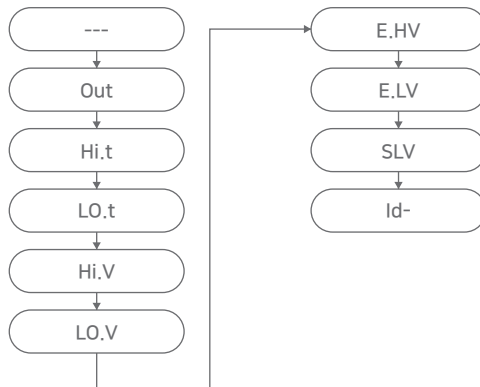 ---
Out
Hi.t
LO.t
Hi.V
LO.V
E.HV
E.LV
SLV
Id-